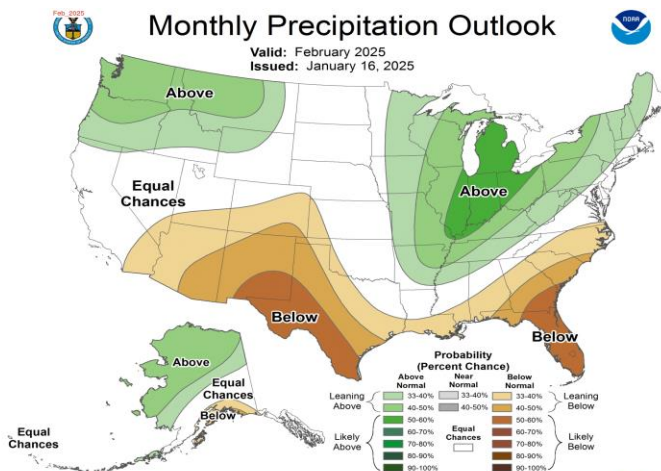 Feb_2025
Monthly Precipitation Outlook
NOAA
Valid: February 2025
Issued: January 16, 2025
Above
Equal
Chances
Above
Below
Below
Above
Equal
Chances
Below
Equal
Chances
Probability
(Percent Chance)
Above
Normal
Near
Normal
Below
Normal
Leaning
Above
33-40%
33-40%
33-40%
Leaning
Below
40-50%
40-50%
40-50%
Likely
Above
50-60%
Equal
Chances
50-60%
Likely
Below
60-70%
60-70%
70-80%
70-80%
80-90%
80-90%
90-100%
90-100%